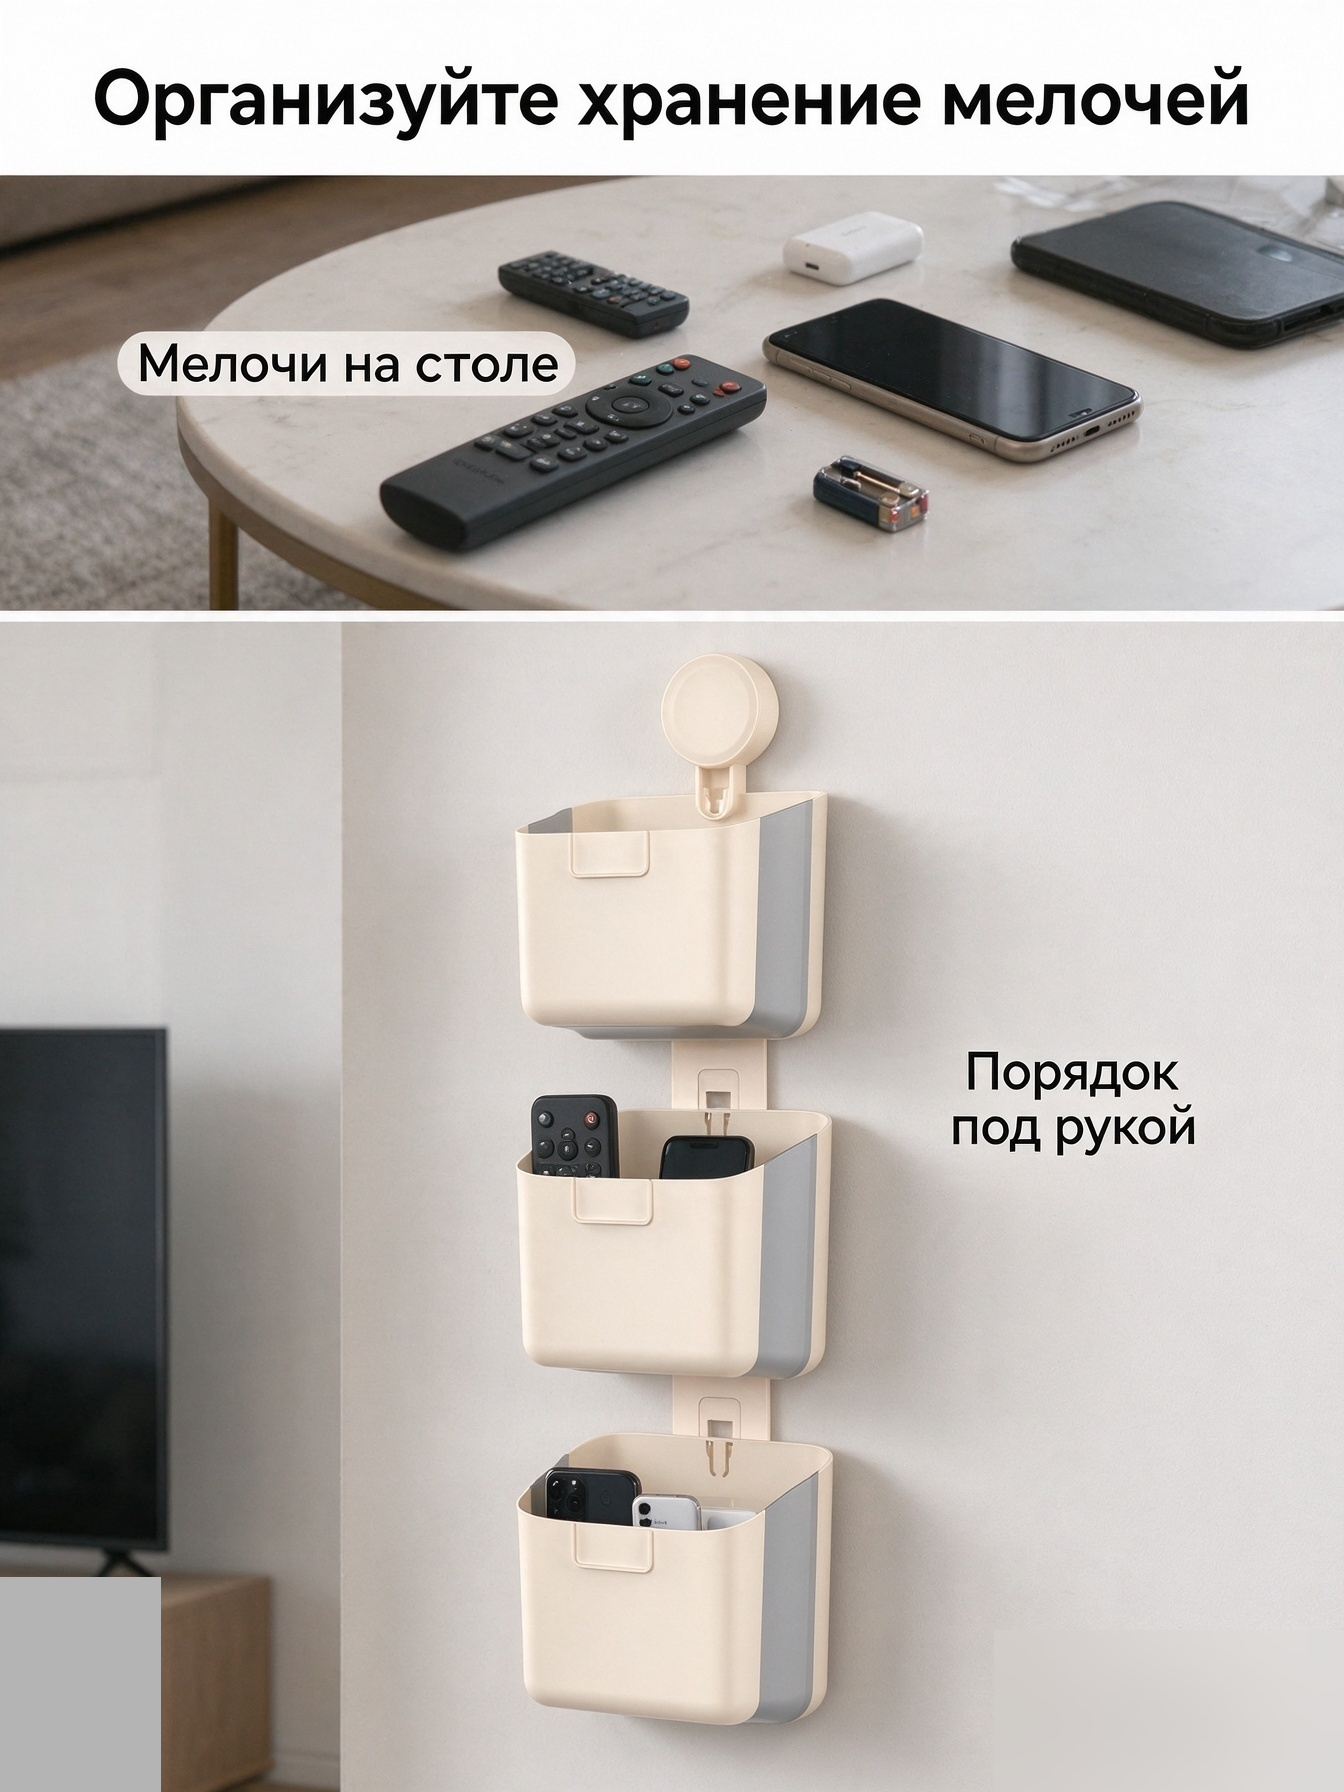 Организуйте хранение мелочей
Мелочи на столе
Порядок
под рукой